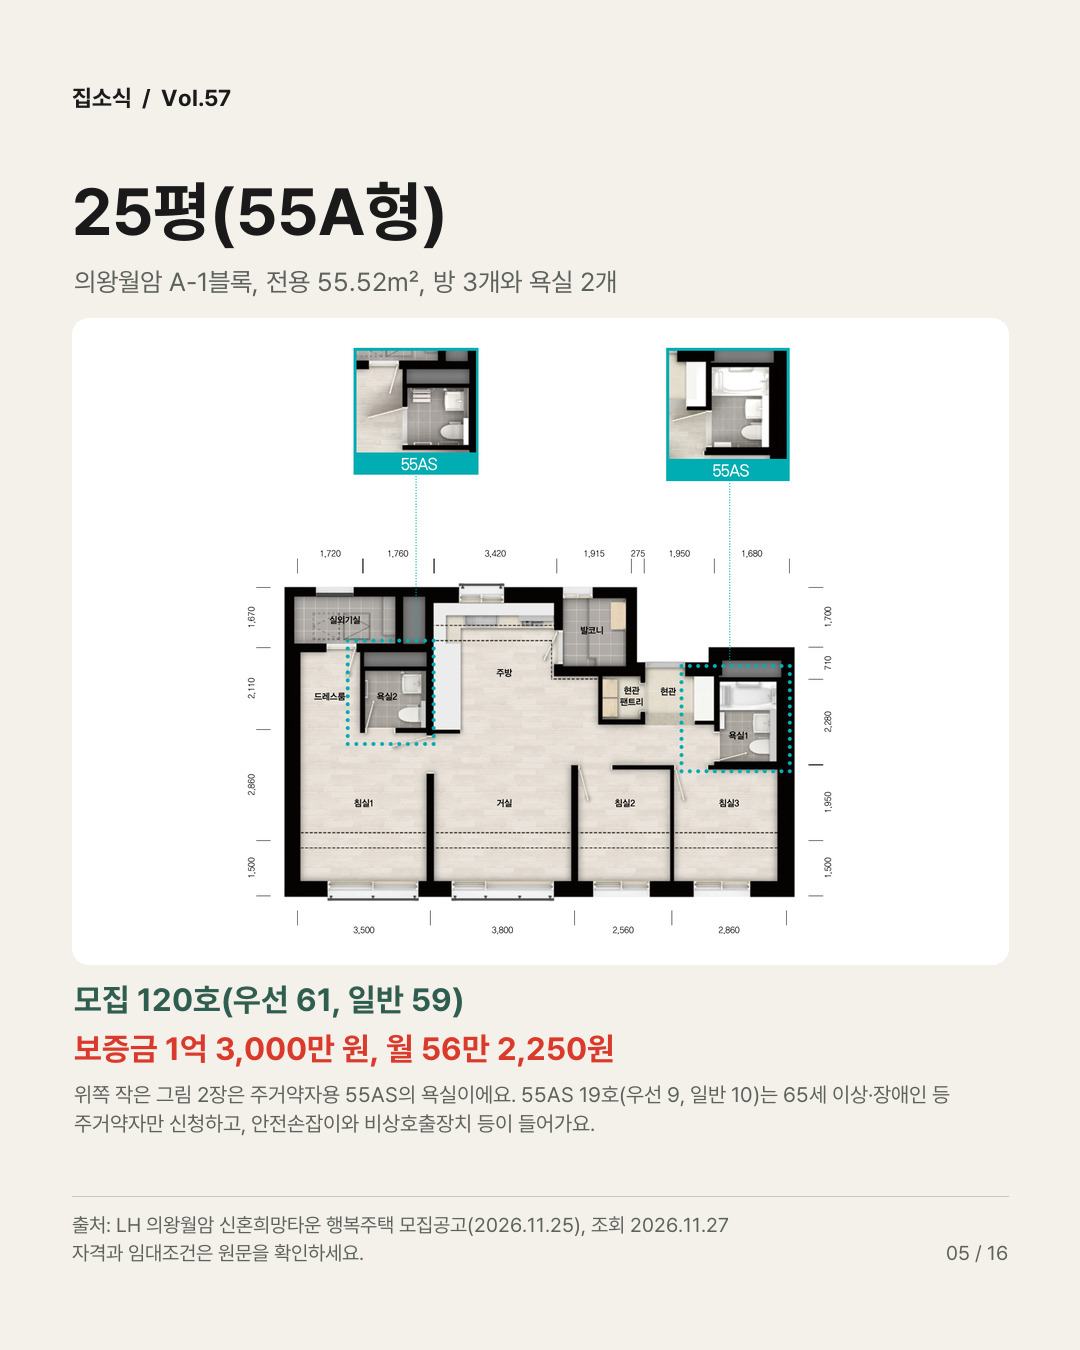 집소식 / Vol.57
25평(55A형)
의왕월암 A-1블록, 전용 55.52m², 방 3개와 욕실 2개
55AS
55AS
1,720
1,760
3,420
1,915
275
1,950
1,680
1,670
2,110
2,860
1,500
실외기실
발코니
주방
드레스룸
욕실2
현관
팬트리
현관
욕실1
침실1
거실
침실2
침실3
1,700
710
2,280
1,950
1,500
3,500
3,800
2,560
2,860
모집 120호(우선 61, 일반 59)
보증금 1억 3,000만 원, 월 56만 2,250원
위쪽 작은 그림 2장은 주거약자용 55AS의 욕실이에요. 55AS 19호(우선 9, 일반 10)는 65세 이상·장애인 등
주거약자만 신청하고, 안전손잡이와 비상호출장치 등이 들어가요.
출처: LH 의왕월암 신혼희망타운 행복주택 모집공고(2026.11.25), 조회 2026.11.27
자격과 임대조건은 원문을 확인하세요.
05 / 16